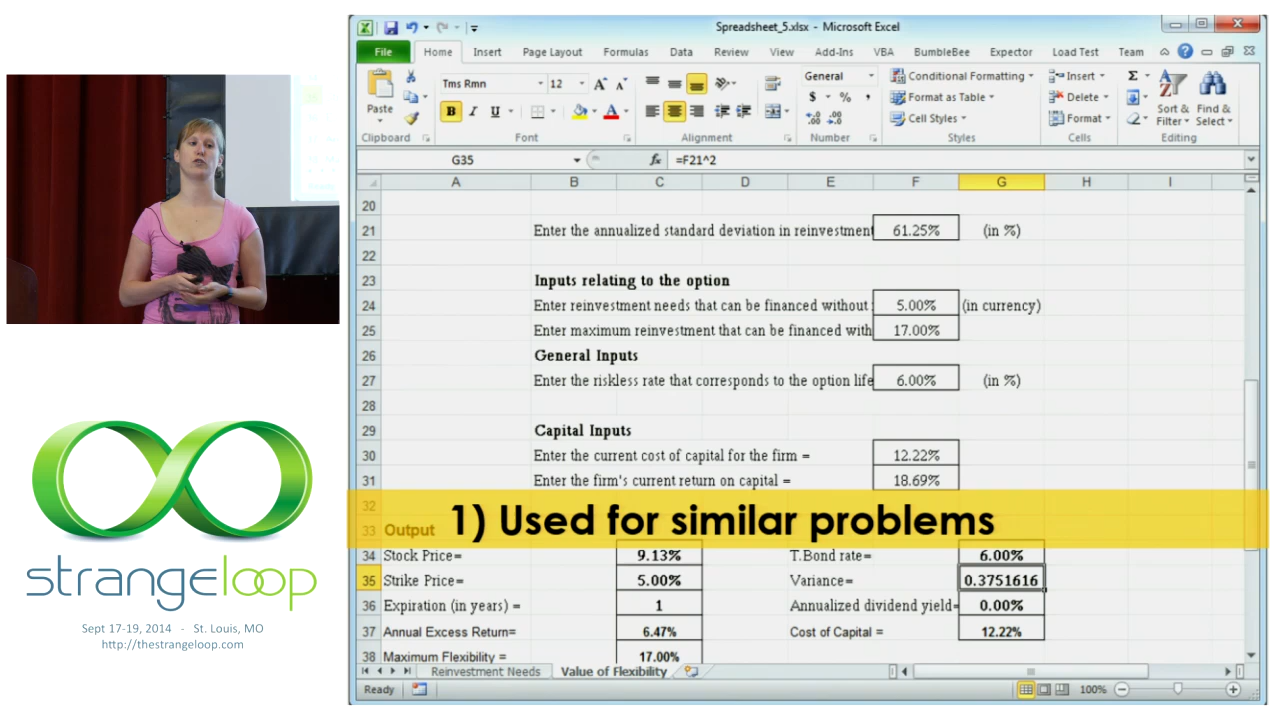 Spreadsheet_5.xlsx - Microsoft Excel
File Home Insert Page Layout Formulas Data Review View Add-Ins VBA BumbleBee Expector Load Test Team
Tms Rmn 12 A A General Conditional Formatting Insert Σ
Paste B I U A $ % , Format as Table Delete Sort & Find &
Cell Styles Format Filter Select
Clipboard Font Alignment Number Styles Cells Editing
G35 fx =F21^2
A B C D E F G H I
20
21 Enter the annualized standard deviation in reinvestment 61.25% (in %)
22
23 Inputs relating to the option
24 Enter reinvestment needs that can be financed without 5.00% (in currency)
25 Enter maximum reinvestment that can be financed with 17.00%
26 General Inputs
27 Enter the riskless rate that corresponds to the option life 6.00% (in %)
28
29 Capital Inputs
30 Enter the current cost of capital for the firm = 12.22%
31 Enter the firm's current return on capital = 18.69%
32
33 Output
1) Used for similar problems
34 Stock Price= 9.13% T.Bond rate= 6.00%
35 Strike Price= 5.00% Variance= 0.3751616
36 Expiration (in years) = 1 Annualized dividend yield= 0.00%
37 Annual Excess Return= 6.47% Cost of Capital = 12.22%
38 Maximum Flexibility = 17.00%
Reinvestment Needs Value of Flexibility
Ready 100%
strangeloop
Sept 17-19, 2014 - St. Louis, MO
http://thestrangeloop.com